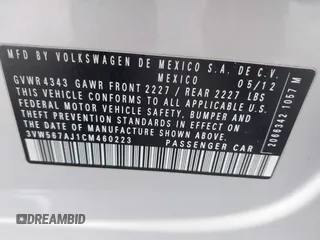 MFD BY VOLKSWAGEN DE MEXICO S.A. DE C.V.
MEXICO 05/12
GVWR 4343 GAWR FRONT 2227 / REAR 2227 LBS
THIS VEHICLE CONFORMS TO ALL APPLICABLE
FEDERAL MOTOR VEHICLE SAFETY, BUMPER AND
THEFT PREVENTION STANDARDS IN EFFECT ON THE
DATE OF MANUFACTURE SHOWN ABOVE.
3VW567AJ1CM460223 PASSENGER CAR
2066342 1057 M
DREAMBID